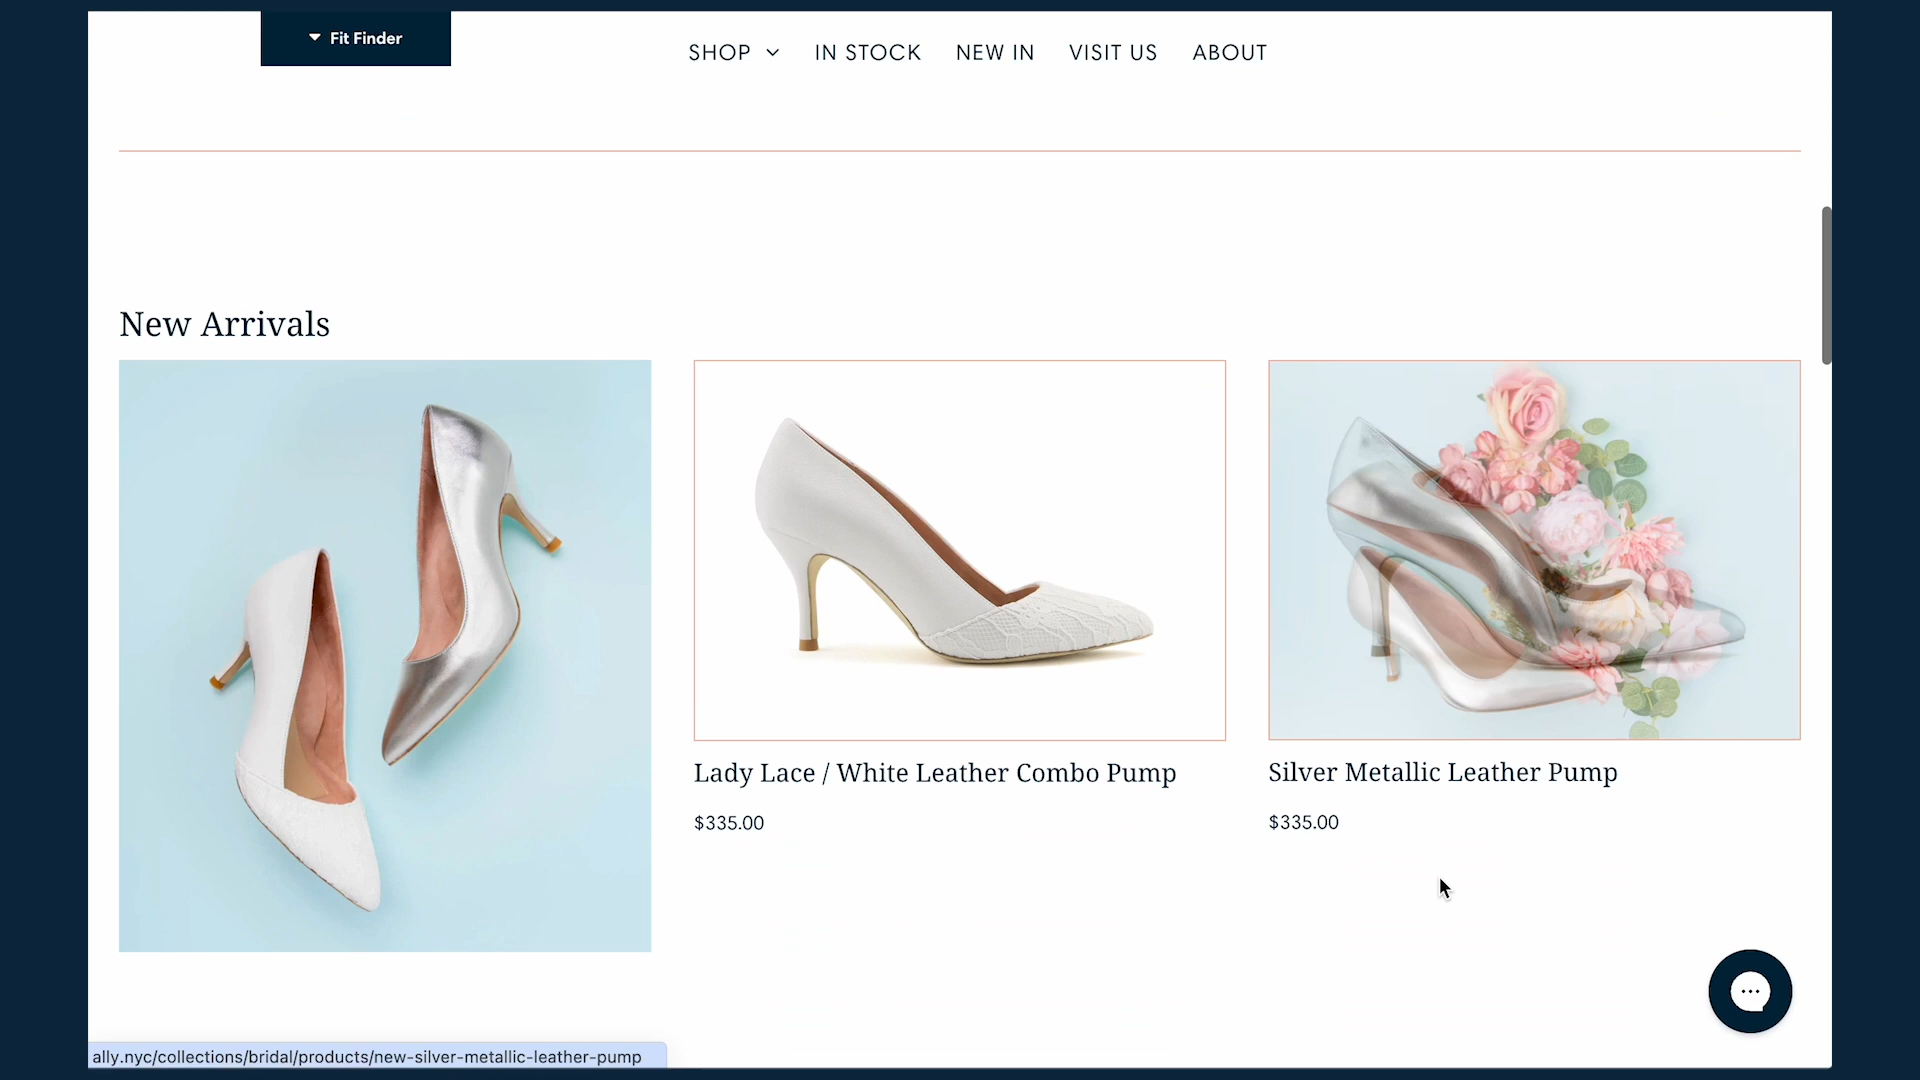 Fit Finder
SHOP IN STOCK NEW IN VISIT US ABOUT
New Arrivals
Lady Lace / White Leather Combo Pump
$335.00
Silver Metallic Leather Pump
$335.00
ally.nyc/collections/bridal/products/new-silver-metallic-leather-pump